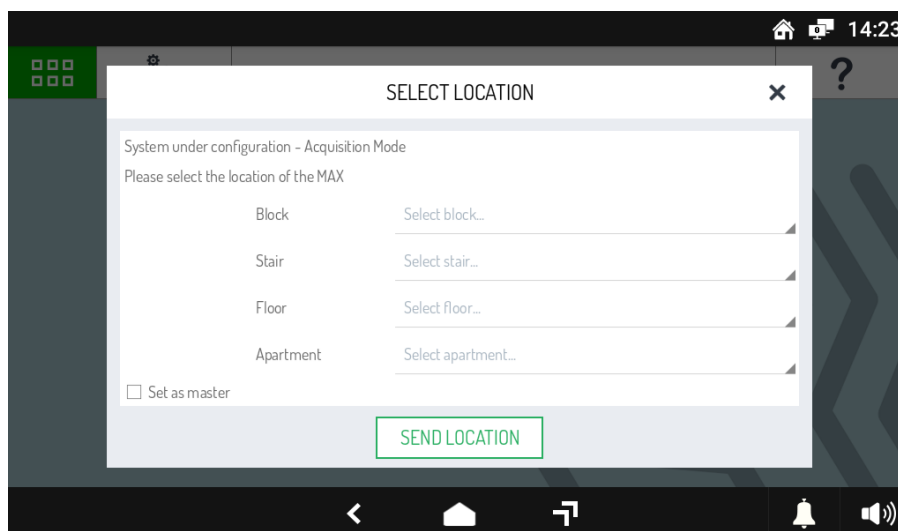 14:23
?
SELECT LOCATION
System under configuration - Acquisition Mode
Please select the location of the MAX
Block Select block...
Stair Select stair...
Floor Select floor...
Apartment Select apartment...
Set as master
SEND LOCATION